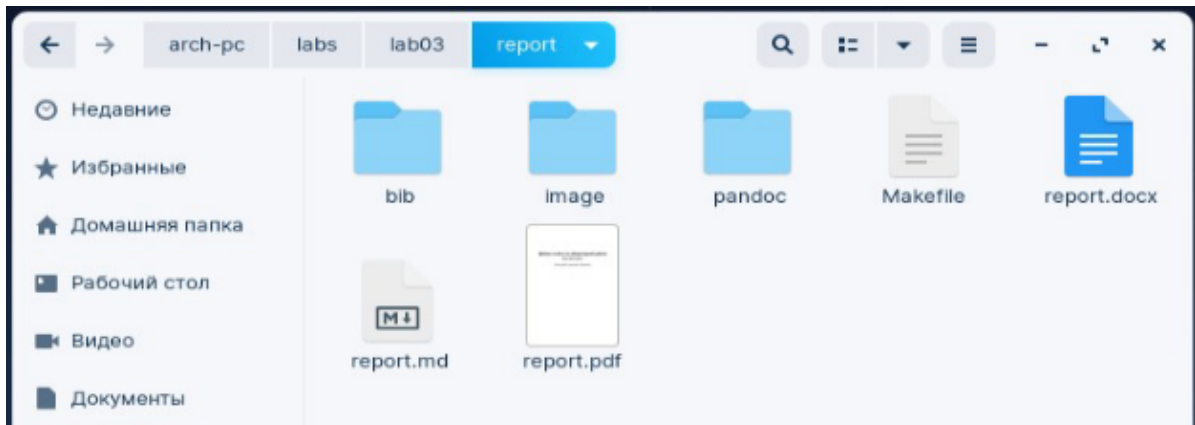 arch-pc labs lab03 report
Недавние
Избранные
Домашняя папка
Рабочий стол
Видео
Документы
bib image pandoc Makefile report.docx
M
report.md report.pdf